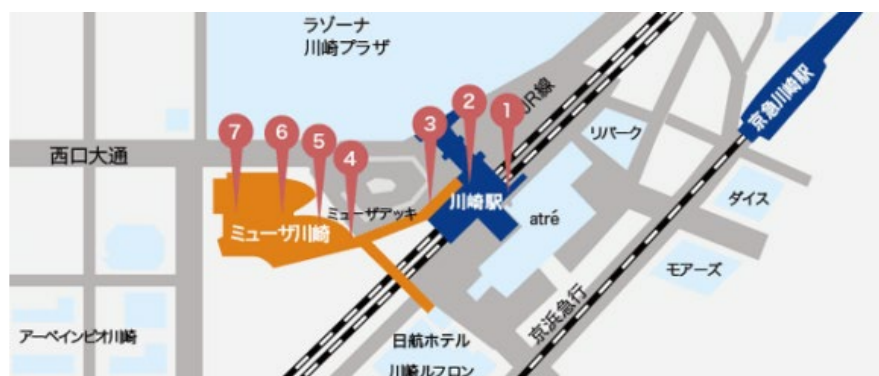 ラゾーナ
川崎プラザ
JR線
京急川崎駅
1
2
3
4
5
6
7
リパーク
西口大通
ミューザデッキ
川崎駅
atré
ダイス
ミューザ川崎
モアーズ
京浜急行
アーベインビオ川崎
日航ホテル
川崎ルフロン